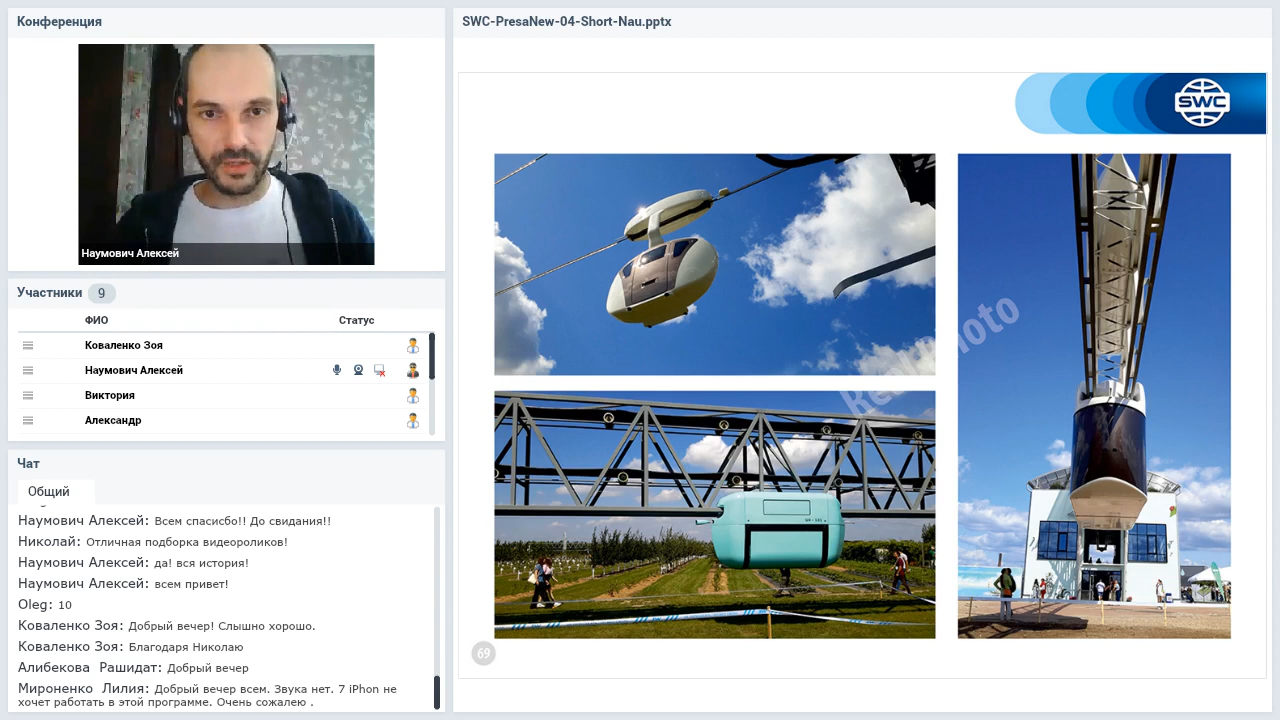 Конференция
Наумович Алексей
Участники 9
ФИО Статус
Коваленко Зоя
Наумович Алексей
Виктория
Александр
Чат
Общий
Наумович Алексей: Всем спасисбо!! До свидания!!
Николай: Отличная подборка видеороликов!
Наумович Алексей: да! вся история!
Наумович Алексей: всем привет!
Oleg: 10
Коваленко Зоя: Добрый вечер! Слышно хорошо.
Коваленко Зоя: Благодаря Николаю
Алибекова Рашидат: Добрый вечер
Мироненко Лилия: Добрый вечер всем. Звука нет. 7 iPhon не
хочет работать в этой программе. Очень сожалею .
SWC-PresaNew-04-Short-Nau.pptx
SWC
69